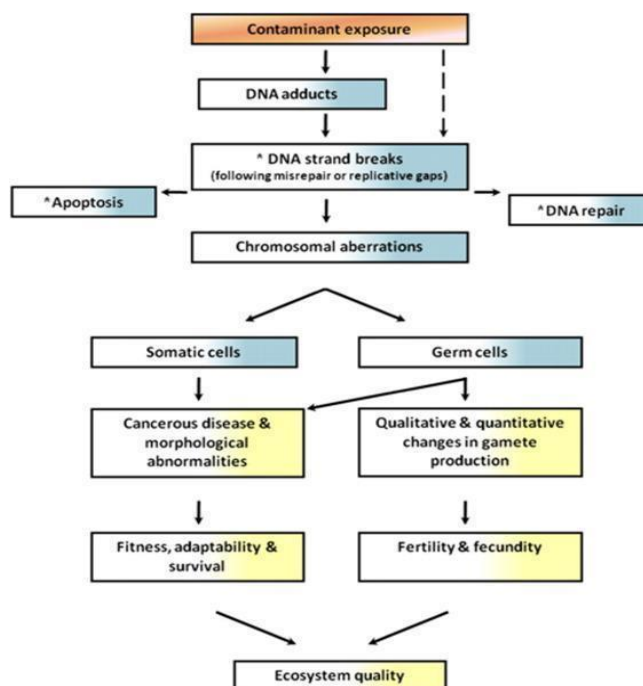 Contaminant exposure
DNA adducts
^ DNA strand breaks
(following misrepair or replicative gaps)
^Apoptosis
^DNA repair
Chromosomal aberrations
Somatic cells
Germ cells
Cancerous disease &
morphological
abnormalities
Qualitative & quantitative
changes in gamete
production
Fitness, adaptability &
survival
Fertility & fecundity
Ecosystem quality